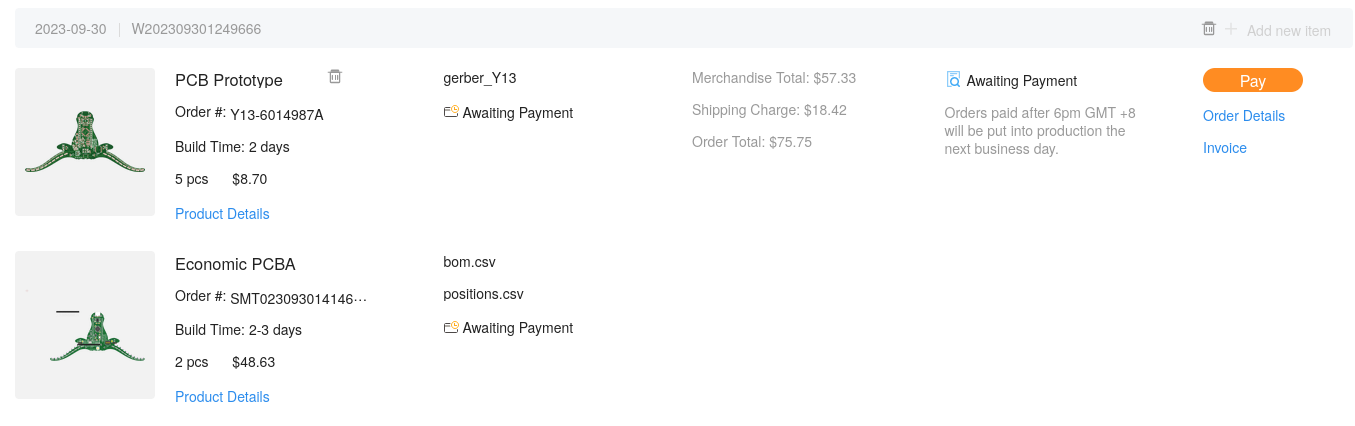 2023-09-30 | W202309301249666
Add new item
PCB Prototype
Order #: Y13-6014987A
Build Time: 2 days
5 pcs $8.70
Product Details
gerber_Y13
Awaiting Payment
Merchandise Total: $57.33
Shipping Charge: $18.42
Order Total: $75.75
Awaiting Payment
Orders paid after 6pm GMT +8
will be put into production the
next business day.
Pay
Order Details
Invoice
Economic PCBA
Order #: SMT023093014146···
Build Time: 2-3 days
2 pcs $48.63
Product Details
bom.csv
positions.csv
Awaiting Payment